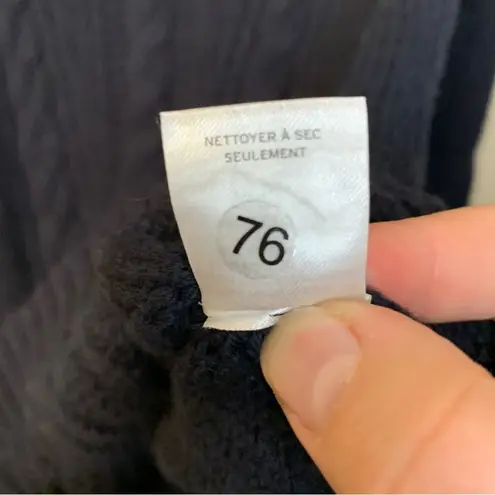 NETTOYER À SEC
SEULEMENT
76